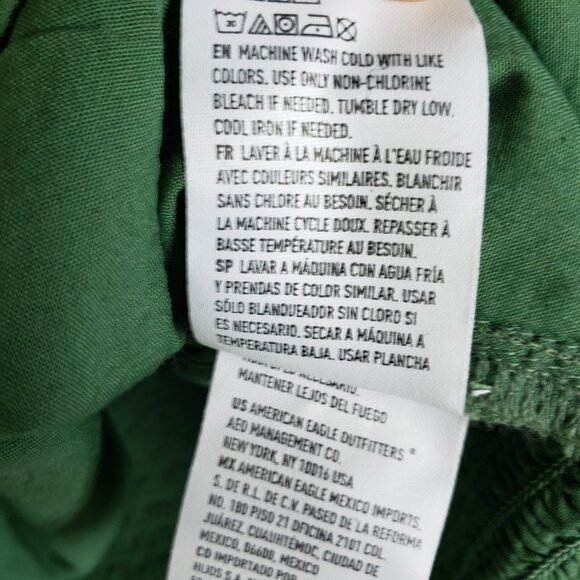 EN MACHINE WASH COLD WITH LIKE
COLORS. USE ONLY NON-CHLORINE
BLEACH IF NEEDED. TUMBLE DRY LOW.
COOL IRON IF NEEDED.
FR LAVER À LA MACHINE À L'EAU FROIDE
AVEC COULEURS SIMILAIRES. BLANCHIR
SANS CHLORE AU BESOIN. SÉCHER À
LA MACHINE CYCLE DOUX. REPASSER À
BASSE TEMPÉRATURE AU BESOIN.
SP LAVAR A MÁQUINA CON AGUA FRÍA
Y PRENDAS DE COLOR SIMILAR. USAR
SÓLO BLANQUEADOR SIN CLORO SI
ES NECESARIO. SECAR A MÁQUINA A
TEMPERATURA BAJA. USAR PLANCHA
NECESARIO.
MANTENER LEJOS DEL FUEGO
US AMERICAN EAGLE OUTFITTERS®
AEO MANAGEMENT CO.
NEW YORK, NY 10016 USA
MX AMERICAN EAGLE MEXICO IMPORTS,
S. DE R.L. DE C.V. PASEO DE LA REFORMA
NO. 180 PISO 21 OFICINA 2101 COL.
JUÁREZ, CUAUHTÉMOC, CIUDAD DE
MEXICO, 06600, MEXICO
CO IMPORTADO POR
HIJOS S.A.